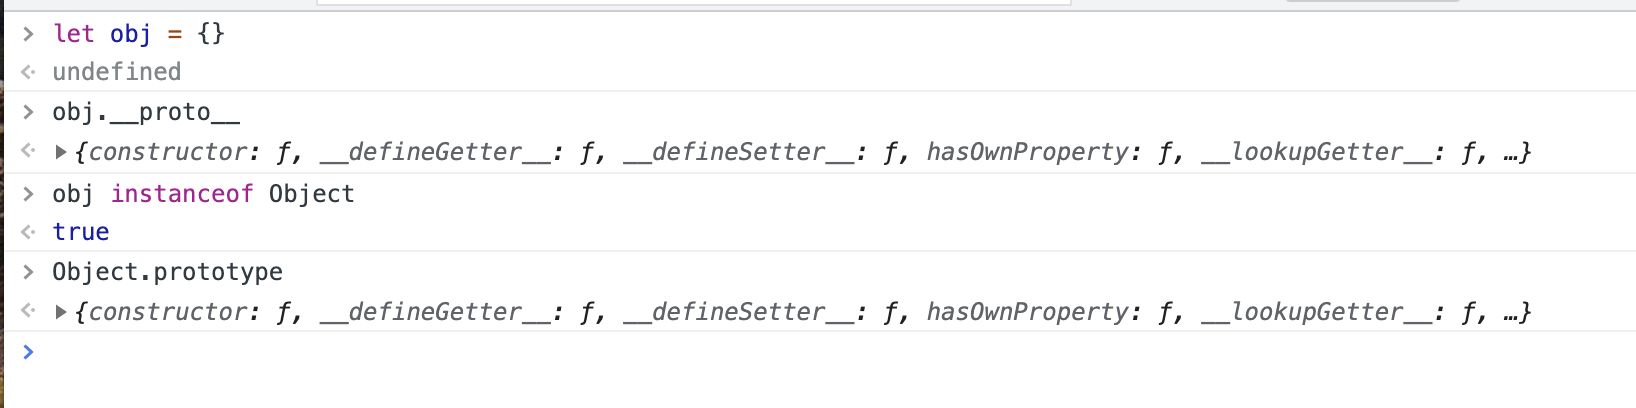 > let obj = {}
undefined
> obj.__proto__
{constructor: ƒ, __defineGetter__: ƒ, __defineSetter__: ƒ, hasOwnProperty: ƒ, __lookupGetter__: ƒ, …}
> obj instanceof Object
true
> Object.prototype
{constructor: ƒ, __defineGetter__: ƒ, __defineSetter__: ƒ, hasOwnProperty: ƒ, __lookupGetter__: ƒ, …}
>